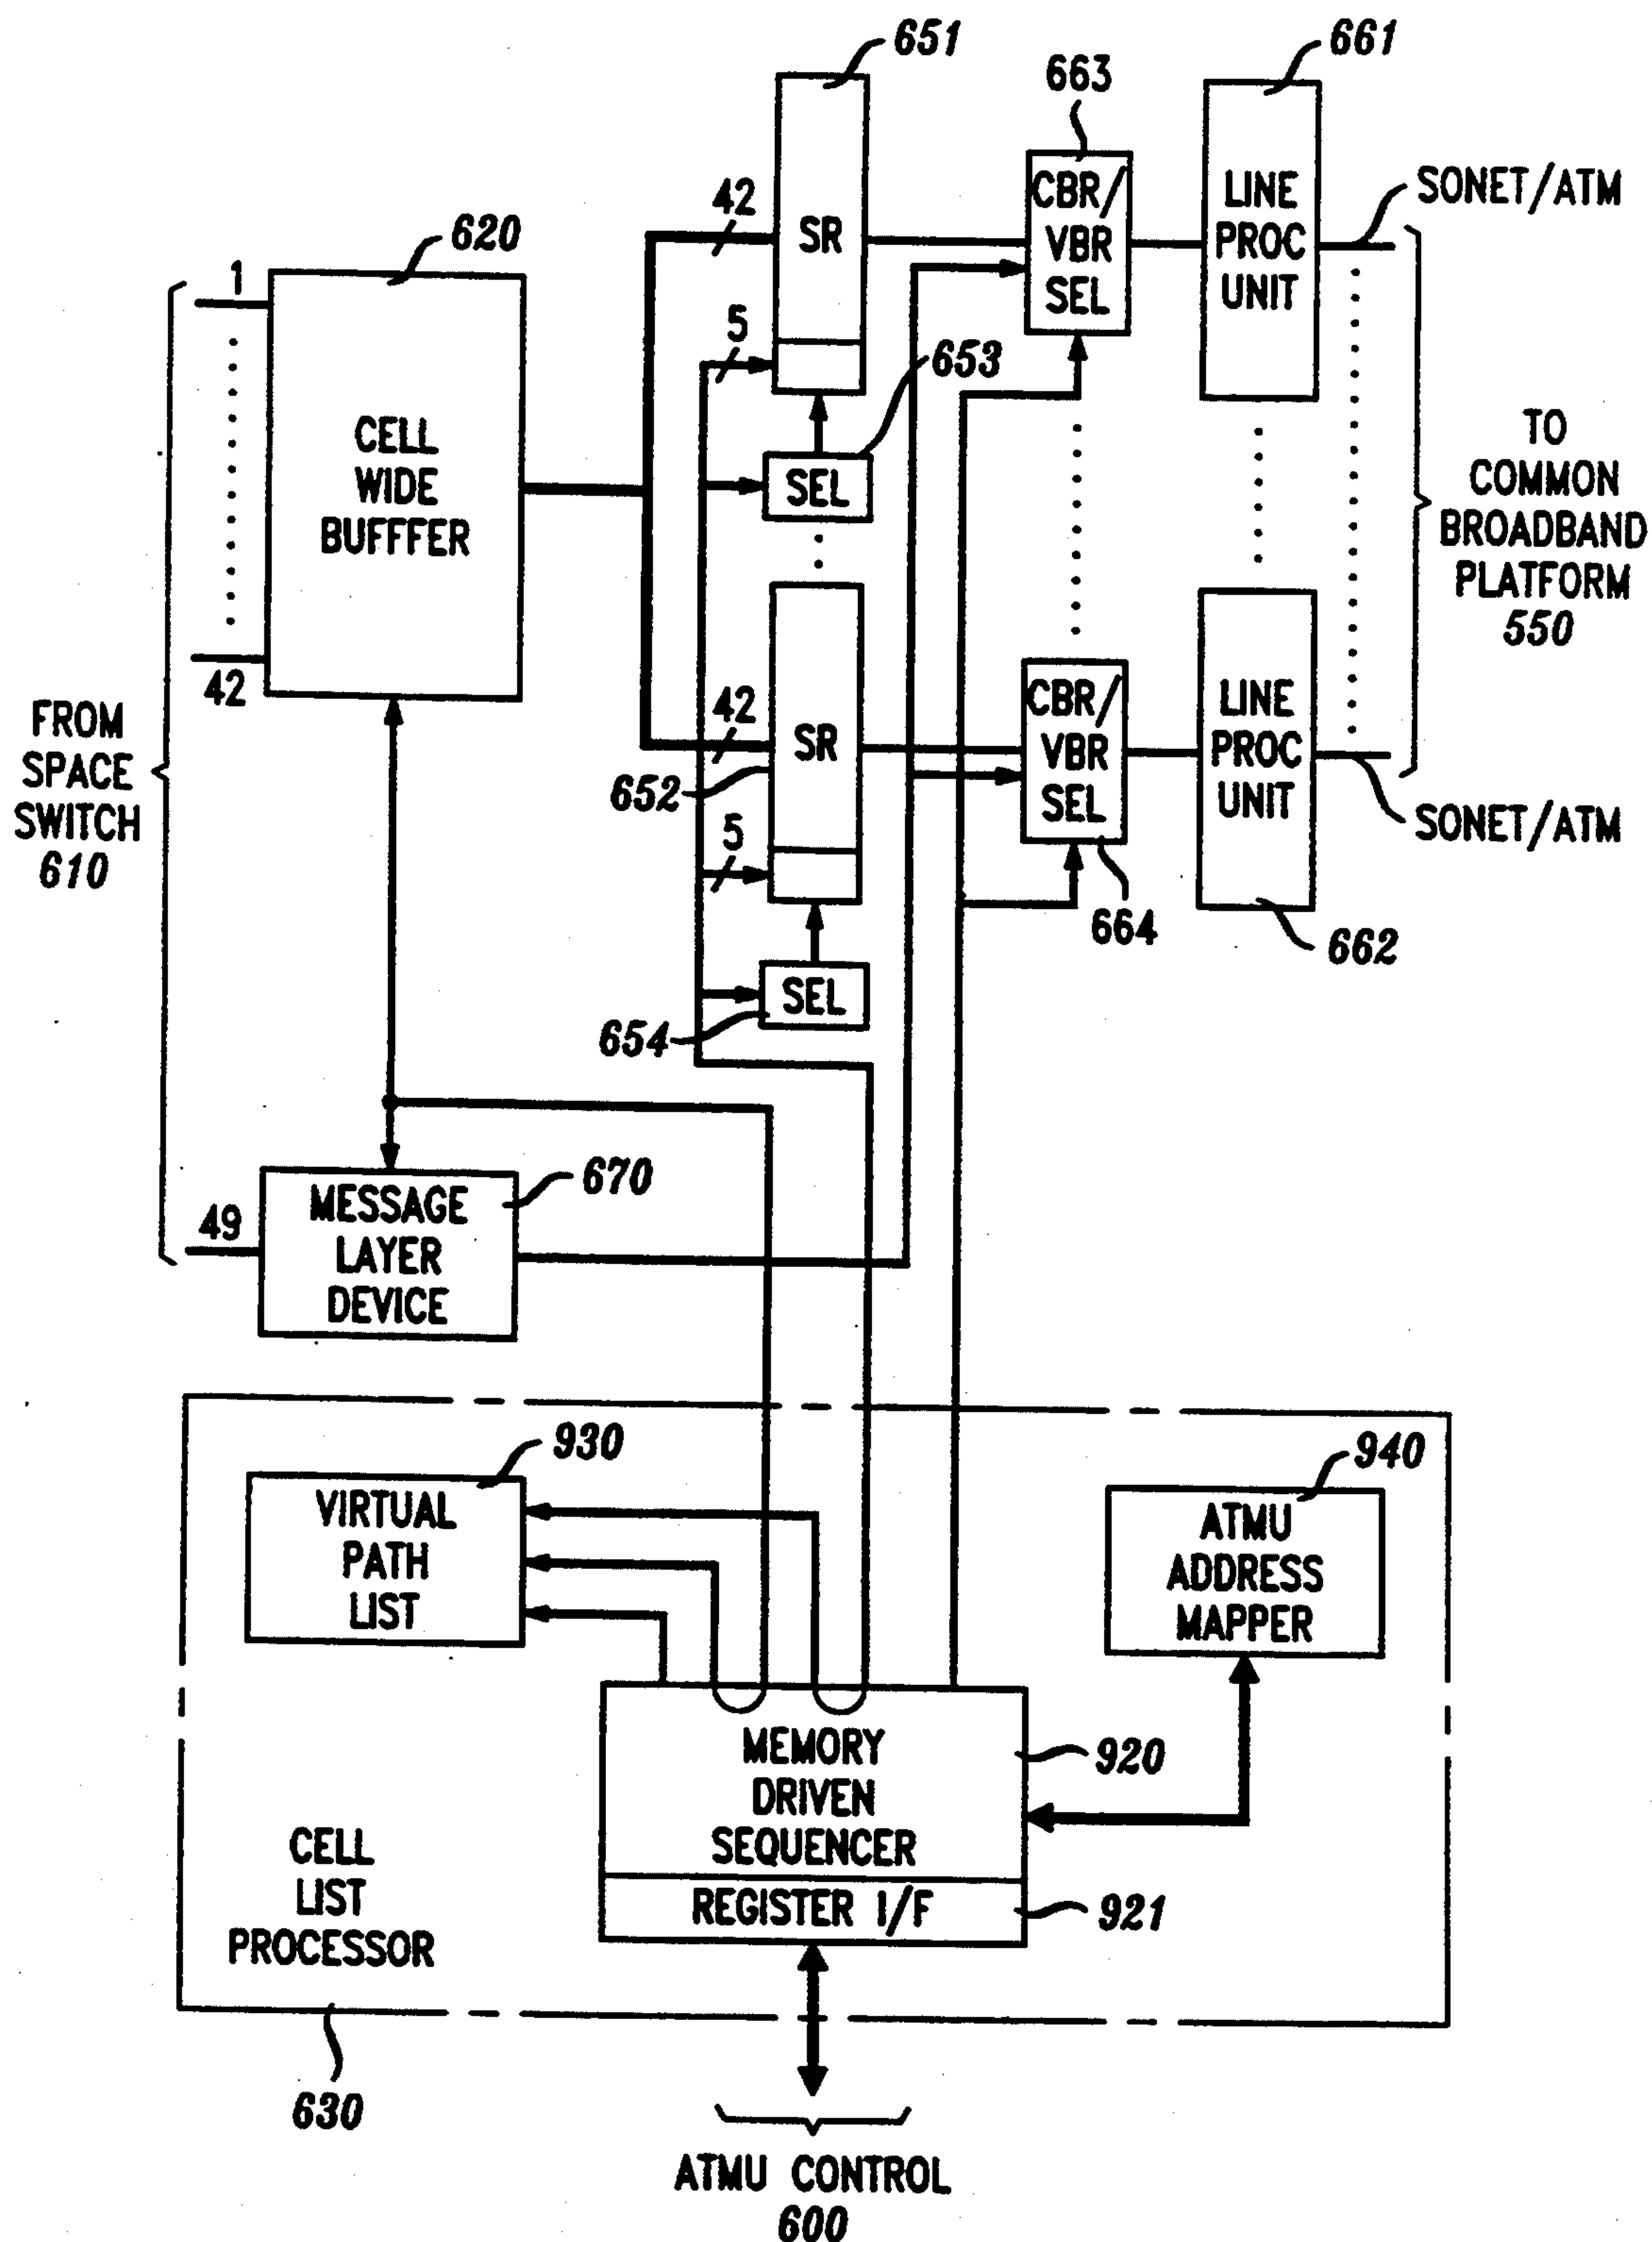 651
661
663
620
1
42
SR
CBR/
VBR
SEL
LINE
PROC
UNIT
SONET/ATM
5
653
CELL
WIDE
BUFFFER
SEL
TO
COMMON
BROADBAND
PLATFORM
550
42
FROM
SPACE
SWITCH
610
42
SR
652
5
CBR/
VBR
SEL
LINE
PROC
UNIT
SONET/ATM
664
662
SEL
654
670
49
MESSAGE
LAYER
DEVICE
930
VIRTUAL
PATH
LIST
940
ATMU
ADDRESS
MAPPER
MEMORY
DRIVEN
SEQUENCER
920
REGISTER I/F
921
CELL
LIST
PROCESSOR
630
ATMU CONTROL
600